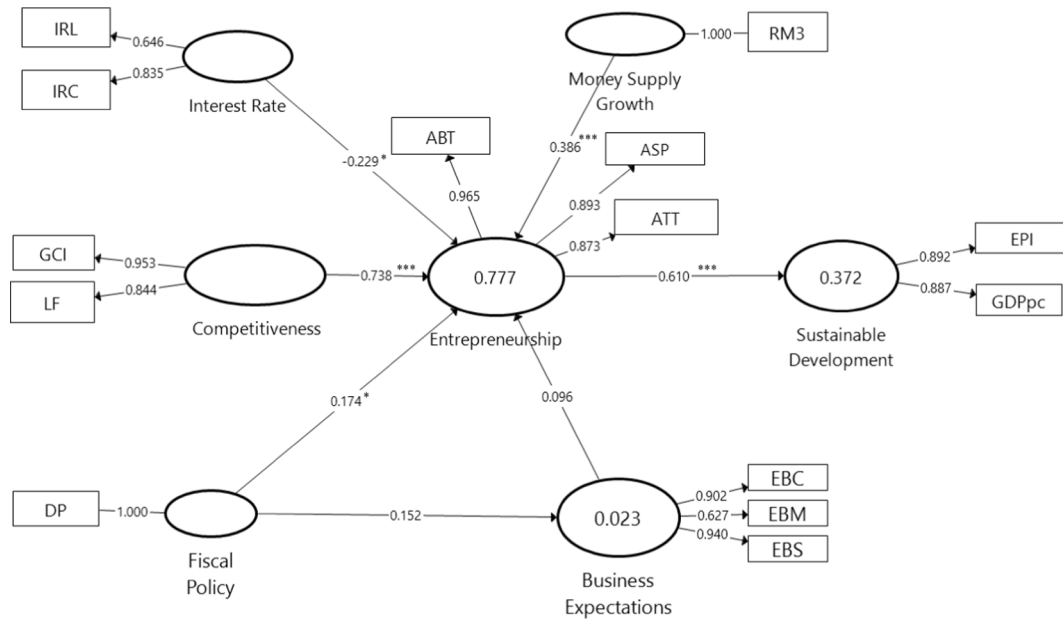 IRL
0.646
IRC
0.835
Interest Rate
1.000
RM3
Money Supply
Growth
ABT
0.965
-0.229 *
0.386 ***
ASP
0.893
ATT
0.873
GCI
0.953
LF
0.844
Competitiveness
0.738 ***
0.777
Entrepreneurship
0.610 ***
0.372
Sustainable
Development
EPI
0.892
GDPpc
0.887
0.174 *
0.096
DP
1.000
Fiscal
Policy
0.152
0.023
Business
Expectations
EBC
0.902
EBM
0.627
EBS
0.940